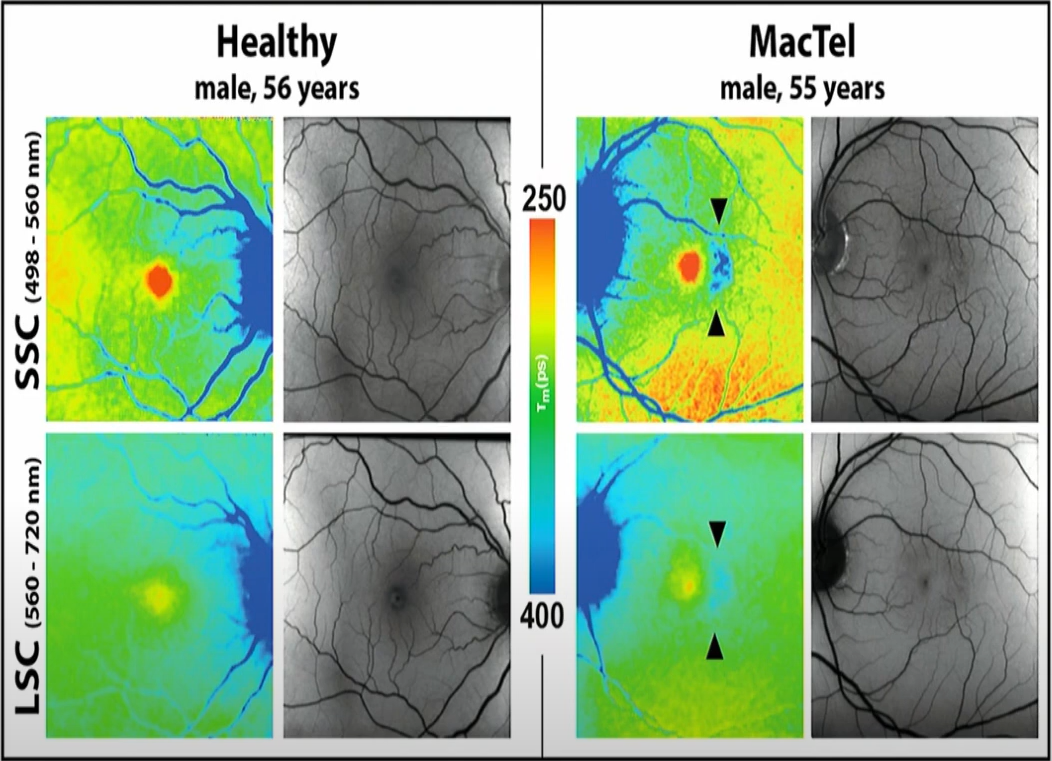 Healthy
male, 56 years
MacTel
male, 55 years
SSC (498 - 560 nm)
250
τm(ps)
400
LSC (560 - 720 nm)